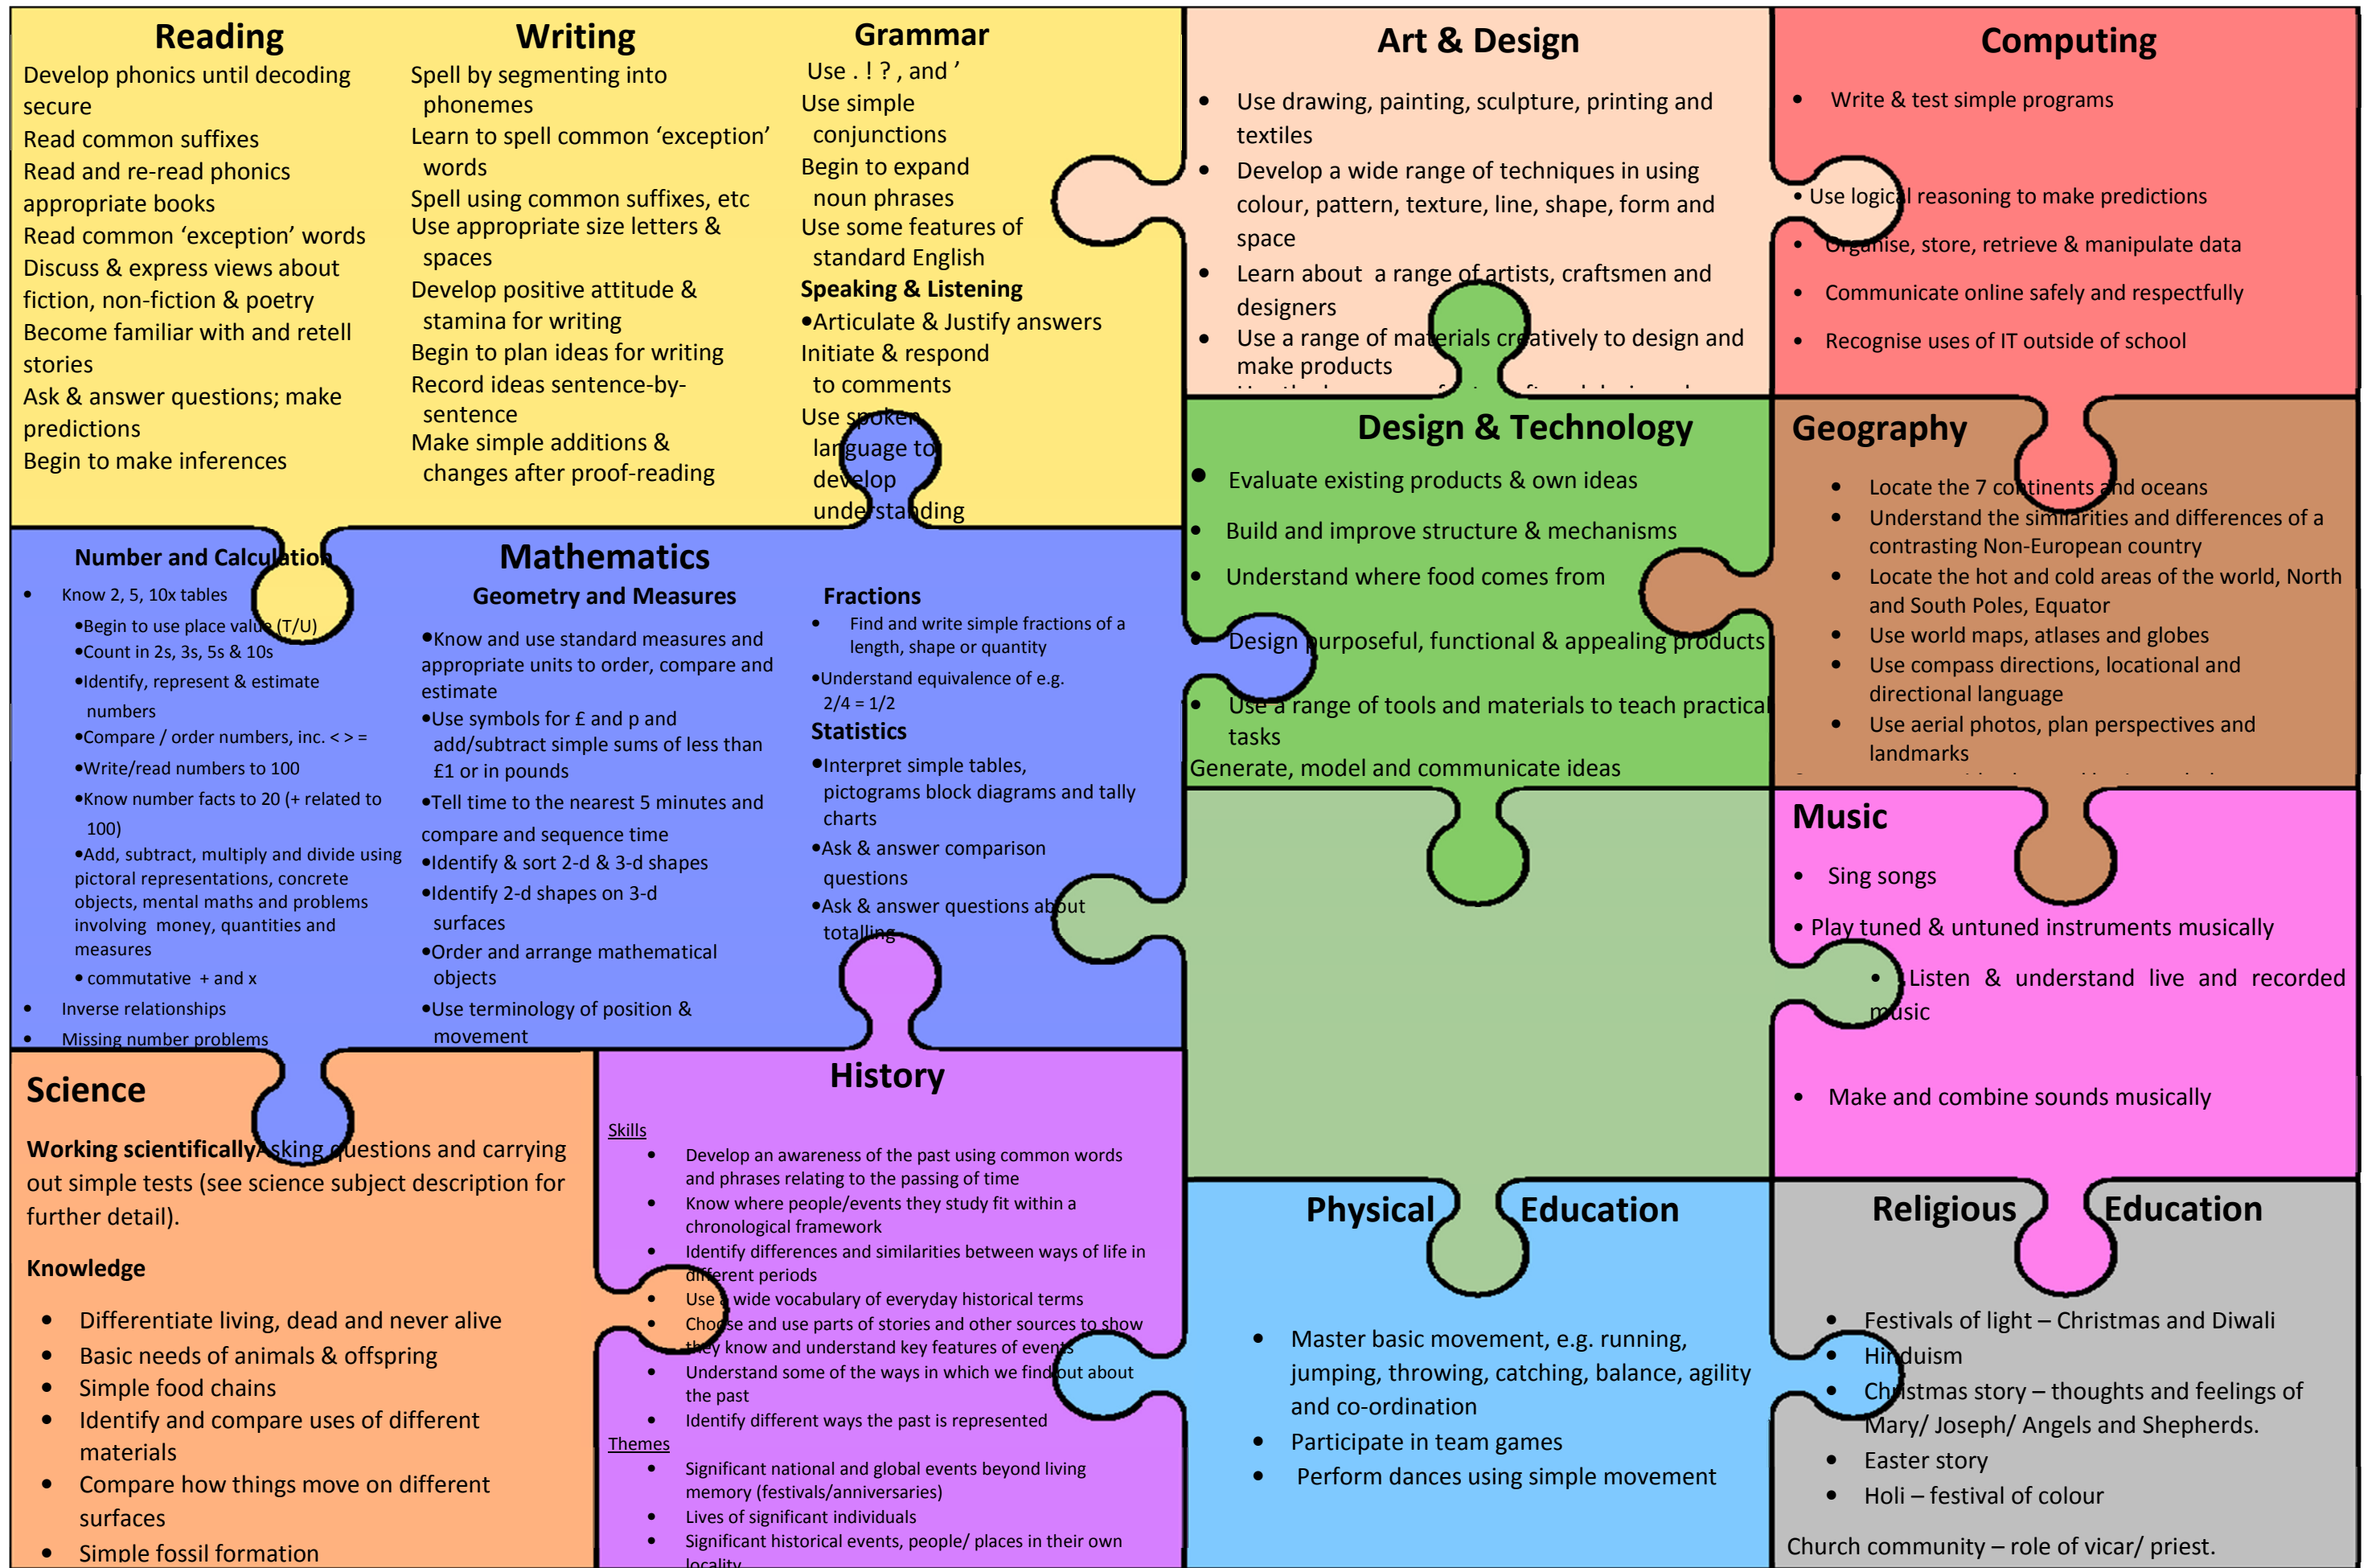 Reading
Develop phonics until decoding
secure
Read common suffixes
Read and re-read phonics
appropriate books
Read common ‘exception’ words
Discuss & express views about
fiction, non-fiction & poetry
Become familiar with and retell
stories
Ask & answer questions; make
predictions
Begin to make inferences
Writing
Spell by segmenting into
phonemes
Learn to spell common ‘exception’
words
Spell using common suffixes, etc
Use appropriate size letters &
spaces
Develop positive attitude &
stamina for writing
Begin to plan ideas for writing
Record ideas sentence-by-
sentence
Make simple additions &
changes after proof-reading
Grammar
Use . ! ? , and ’
Use simple
conjunctions
Begin to expand
noun phrases
Use some features of
standard English
Speaking & Listening
•Articulate & Justify answers
Initiate & respond
to comments
Use spoken
language to
develop
understanding
Art & Design
• Use drawing, painting, sculpture, printing and
textiles
• Develop a wide range of techniques in using
colour, pattern, texture, line, shape, form and
space
• Learn about a range of artists, craftsmen and
designers
• Use a range of materials creatively to design and
make products
Computing
• Write & test simple programs
• Use logical reasoning to make predictions
• Organise, store, retrieve & manipulate data
• Communicate online safely and respectfully
• Recognise uses of IT outside of school
Design & Technology
• Evaluate existing products & own ideas
• Build and improve structure & mechanisms
• Understand where food comes from
• Design purposeful, functional & appealing products
• Use a range of tools and materials to teach practical
tasks
Generate, model and communicate ideas
Geography
• Locate the 7 continents and oceans
• Understand the similarities and differences of a
contrasting Non-European country
• Locate the hot and cold areas of the world, North
and South Poles, Equator
• Use world maps, atlases and globes
• Use compass directions, locational and
directional language
• Use aerial photos, plan perspectives and
landmarks
Mathematics
Number and Calculation
• Know 2, 5, 10x tables
•Begin to use place value (T/U)
•Count in 2s, 3s, 5s & 10s
•Identify, represent & estimate
numbers
•Compare / order numbers, inc. < > =
•Write/read numbers to 100
•Know number facts to 20 (+ related to
100)
•Add, subtract, multiply and divide using
pictoral representations, concrete
objects, mental maths and problems
involving money, quantities and
measures
• commutative + and x
• Inverse relationships
• Missing number problems
Geometry and Measures
•Know and use standard measures and
appropriate units to order, compare and
estimate
•Use symbols for £ and p and
add/subtract simple sums of less than
£1 or in pounds
•Tell time to the nearest 5 minutes and
compare and sequence time
•Identify & sort 2-d & 3-d shapes
•Identify 2-d shapes on 3-d
surfaces
•Order and arrange mathematical
objects
•Use terminology of position &
movement
Fractions
• Find and write simple fractions of a
length, shape or quantity
•Understand equivalence of e.g.
2/4 = 1/2
Statistics
•Interpret simple tables,
pictograms block diagrams and tally
charts
•Ask & answer comparison
questions
•Ask & answer questions about
totalling
Music
• Sing songs
• Play tuned & untuned instruments musically
• Listen & understand live and recorded
music
• Make and combine sounds musically
Science
Working scientificallyAsking questions and carrying
out simple tests (see science subject description for
further detail).
Knowledge
• Differentiate living, dead and never alive
• Basic needs of animals & offspring
• Simple food chains
• Identify and compare uses of different
materials
• Compare how things move on different
surfaces
• Simple fossil formation
History
Skills
• Develop an awareness of the past using common words
and phrases relating to the passing of time
• Know where people/events they study fit within a
chronological framework
• Identify differences and similarities between ways of life in
different periods
• Use a wide vocabulary of everyday historical terms
• Choose and use parts of stories and other sources to show
they know and understand key features of events
• Understand some of the ways in which we find out about
the past
• Identify different ways the past is represented
Themes
• Significant national and global events beyond living
memory (festivals/anniversaries)
• Lives of significant individuals
• Significant historical events, people/ places in their own
locality
Physical Education
• Master basic movement, e.g. running,
jumping, throwing, catching, balance, agility
and co-ordination
• Participate in team games
• Perform dances using simple movement
Religious Education
• Festivals of light – Christmas and Diwali
• Hinduism
• Christmas story – thoughts and feelings of
Mary/ Joseph/ Angels and Shepherds.
• Easter story
• Holi – festival of colour
Church community – role of vicar/ priest.